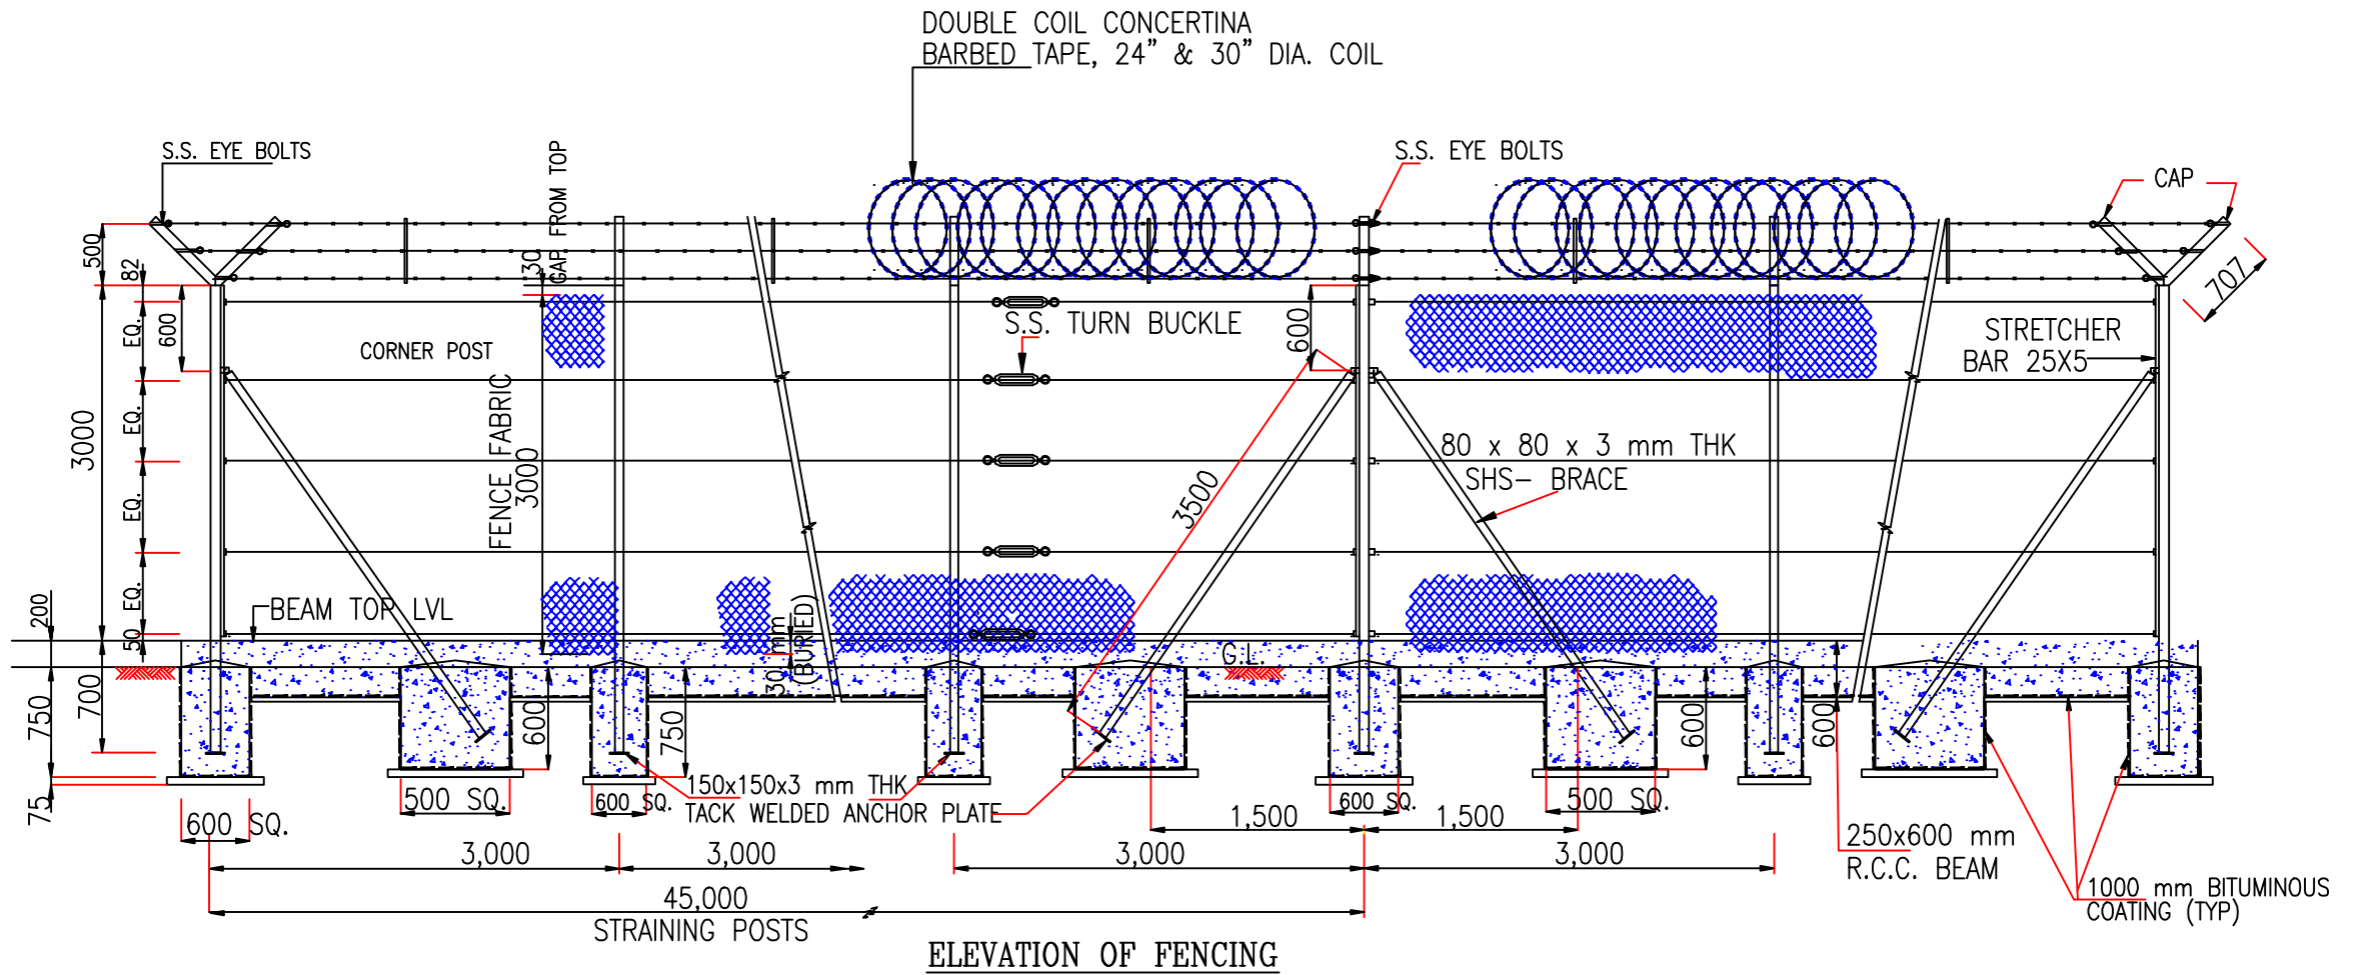 DOUBLE COIL CONCERTINA
BARBED TAPE, 24” & 30” DIA. COIL
S.S. EYE BOLTS
S.S. EYE BOLTS
CAP
30
GAP FROM TOP
500
82
707
600
600
EQ.
EQ.
EQ.
EQ.
50
3000
200
700
750
75
CORNER POST
S.S. TURN BUCKLE
STRETCHER
BAR 25X5
FENCE FABRIC
3000
3500
80 x 80 x 3 mm THK
SHS- BRACE
BEAM TOP LVL
30 mm
(BURIED)
G.L.
600
750
600
600
150x150x3 mm THK
TACK WELDED ANCHOR PLATE
600 SQ.
500 SQ.
600 SQ.
600 SQ.
500 SQ.
1,500
1,500
250x600 mm
R.C.C. BEAM
3,000
3,000
3,000
3,000
1000 mm BITUMINOUS
COATING (TYP)
45,000
STRAINING POSTS
ELEVATION OF FENCING